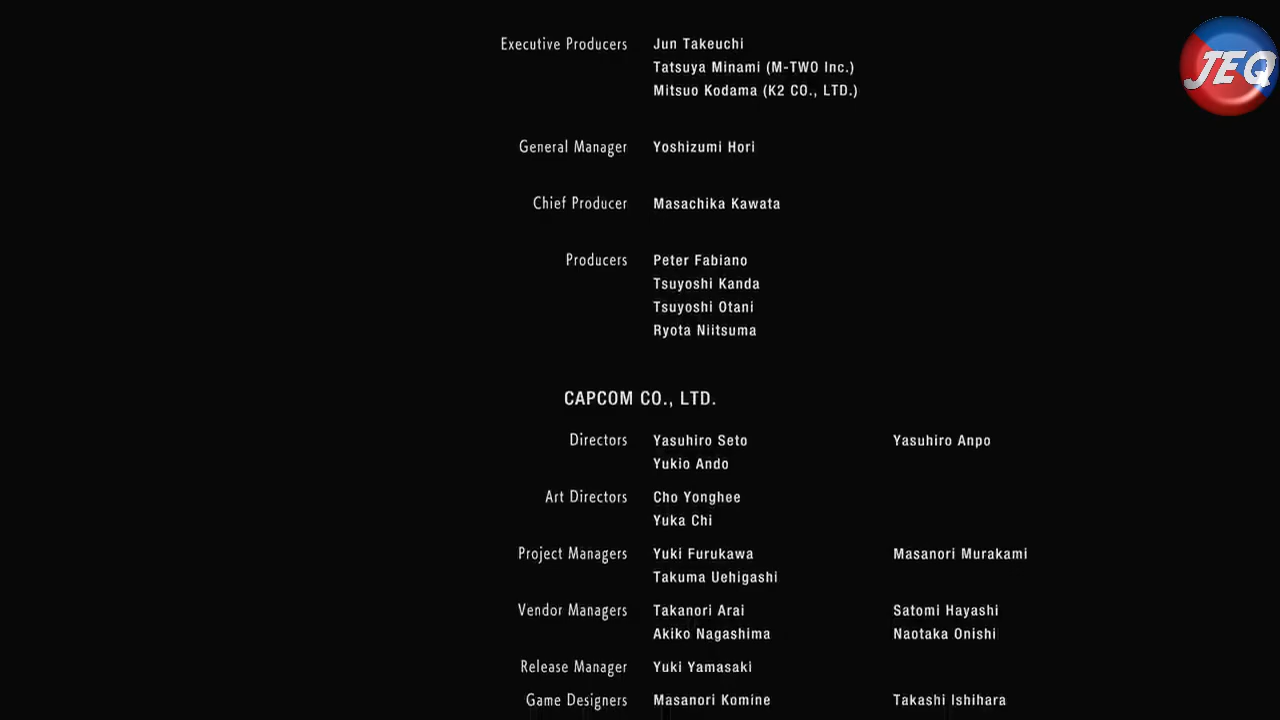 JEQ
Executive Producers Jun Takeuchi
Tatsuya Minami (M-TWO Inc.)
Mitsuo Kodama (K2 CO., LTD.)
General Manager Yoshizumi Hori
Chief Producer Masachika Kawata
Producers Peter Fabiano
Tsuyoshi Kanda
Tsuyoshi Otani
Ryota Niitsuma
CAPCOM CO., LTD.
Directors Yasuhiro Seto Yasuhiro Anpo
Yukio Ando
Art Directors Cho Yonghee
Yuka Chi
Project Managers Yuki Furukawa Masanori Murakami
Takuma Uehigashi
Vendor Managers Takanori Arai Satomi Hayashi
Akiko Nagashima Naotaka Onishi
Release Manager Yuki Yamasaki
Game Designers Masanori Komine Takashi Ishihara